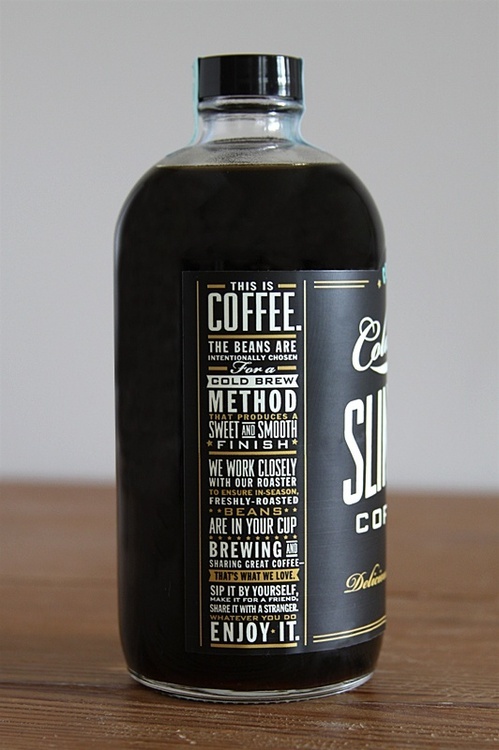 THIS IS
COFFEE.
THE BEANS ARE
INTENTIONALLY CHOSEN
For a
COLD BREW
METHOD
THAT PRODUCES A
SWEET AND SMOOTH
FINISH
WE WORK CLOSELY
WITH OUR ROASTER
TO ENSURE IN-SEASON,
FRESHLY-ROASTED
BEANS
ARE IN YOUR CUP
BREWING AND
SHARING GREAT COFFEE–
THAT'S WHAT WE LOVE.
SIP IT BY YOURSELF,
MAKE IT FOR A FRIEND,
SHARE IT WITH A STRANGER.
WHATEVER YOU DO
ENJOY·IT.